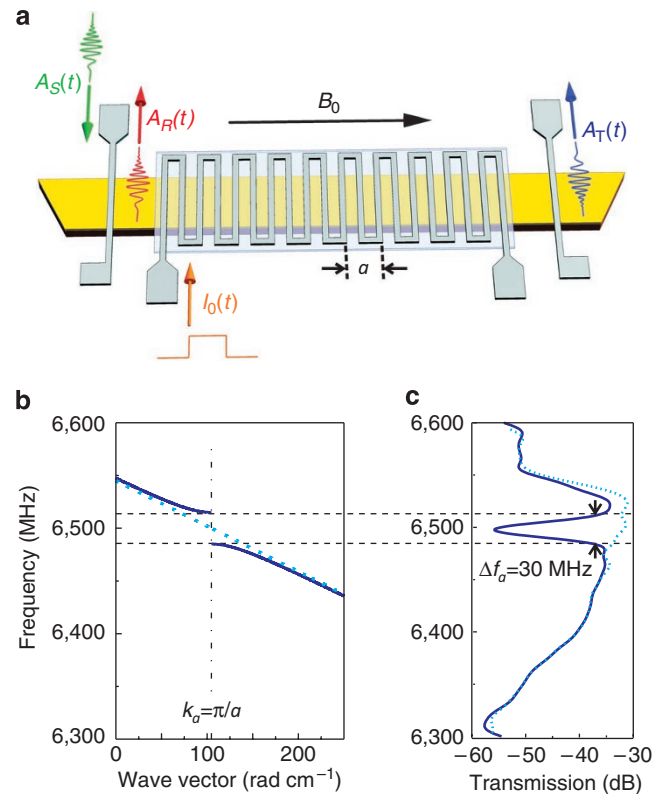 a
A_S(t)
A_R(t)
B_0
A_T(t)
a
I_0(t)
b
6,600
6,500
6,400
6,300
Frequency (MHz)
k_a=π/a
0 100 200
Wave vector (rad cm⁻¹)
c
6,600
6,500
6,400
6,300
Δf_a=30 MHz
−60 −50 −40 −30
Transmission (dB)